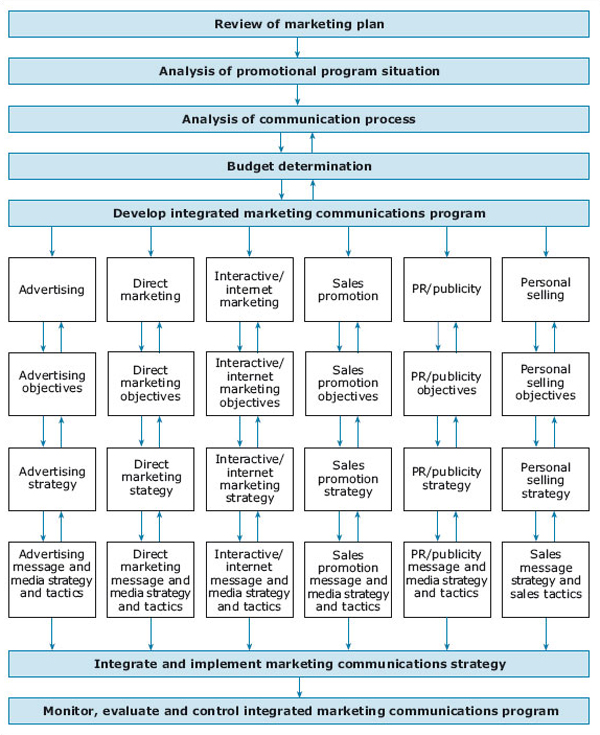 Review of marketing plan
Analysis of promotional program situation
Analysis of communication process
Budget determination
Develop integrated marketing communications program
Advertising
Direct
marketing
Interactive/
internet
marketing
Sales
promotion
PR/publicity
Personal
selling
Advertising
objectives
Direct
marketing
objectives
Interactive/
internet
marketing
objectives
Sales
promotion
objectives
PR/publicity
objectives
Personal
selling
objectives
Advertising
strategy
Direct
marketing
stategy
Interactive/
internet
marketing
strategy
Sales
promotion
strategy
PR/publicity
strategy
Personal
selling
strategy
Advertising
message and
media strategy
and tactics
Direct
marketing
message and
media strategy
and tactics
Interactive/
internet
message and
media strategy
and tactics
Sales
promotion
message and
media strategy
and tactics
PR/publicity
message and
media strategy
and tactics
Sales
message
strategy and
sales tactics
Integrate and implement marketing communications strategy
Monitor, evaluate and control integrated marketing communications program